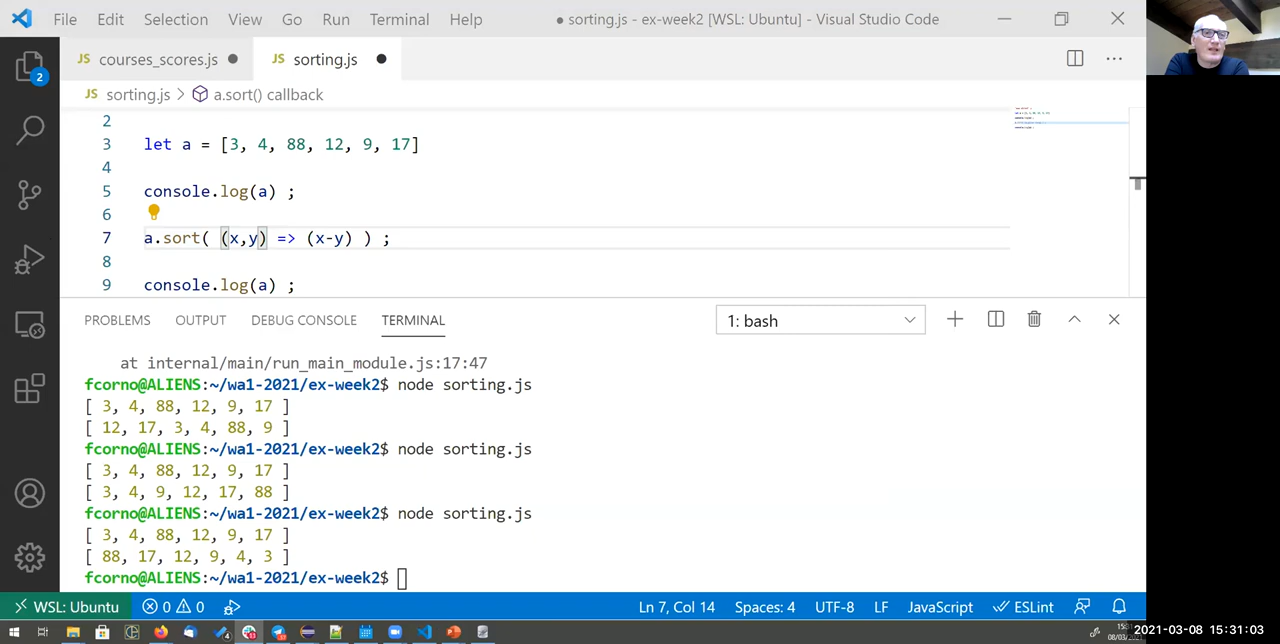 File Edit Selection View Go Run Terminal Help ● sorting.js - ex-week2 [WSL: Ubuntu] - Visual Studio Code
JS courses_scores.js ● JS sorting.js ●
JS sorting.js > a.sort() callback
2
3 let a = [3, 4, 88, 12, 9, 17]
4
5 console.log(a) ;
6
7 a.sort( (x,y) => (x-y) ) ;
8
9 console.log(a) ;
2
PROBLEMS OUTPUT DEBUG CONSOLE TERMINAL 1: bash
at internal/main/run_main_module.js:17:47
fcorno@ALIENS:~/wa1-2021/ex-week2$ node sorting.js
[ 3, 4, 88, 12, 9, 17 ]
[ 12, 17, 3, 4, 88, 9 ]
fcorno@ALIENS:~/wa1-2021/ex-week2$ node sorting.js
[ 3, 4, 88, 12, 9, 17 ]
[ 3, 4, 9, 12, 17, 88 ]
fcorno@ALIENS:~/wa1-2021/ex-week2$ node sorting.js
[ 3, 4, 88, 12, 9, 17 ]
[ 88, 17, 12, 9, 4, 3 ]
fcorno@ALIENS:~/wa1-2021/ex-week2$
WSL: Ubuntu 0 0 Ln 7, Col 14 Spaces: 4 UTF-8 LF JavaScript ESLint
2021-03-08 15:31:03